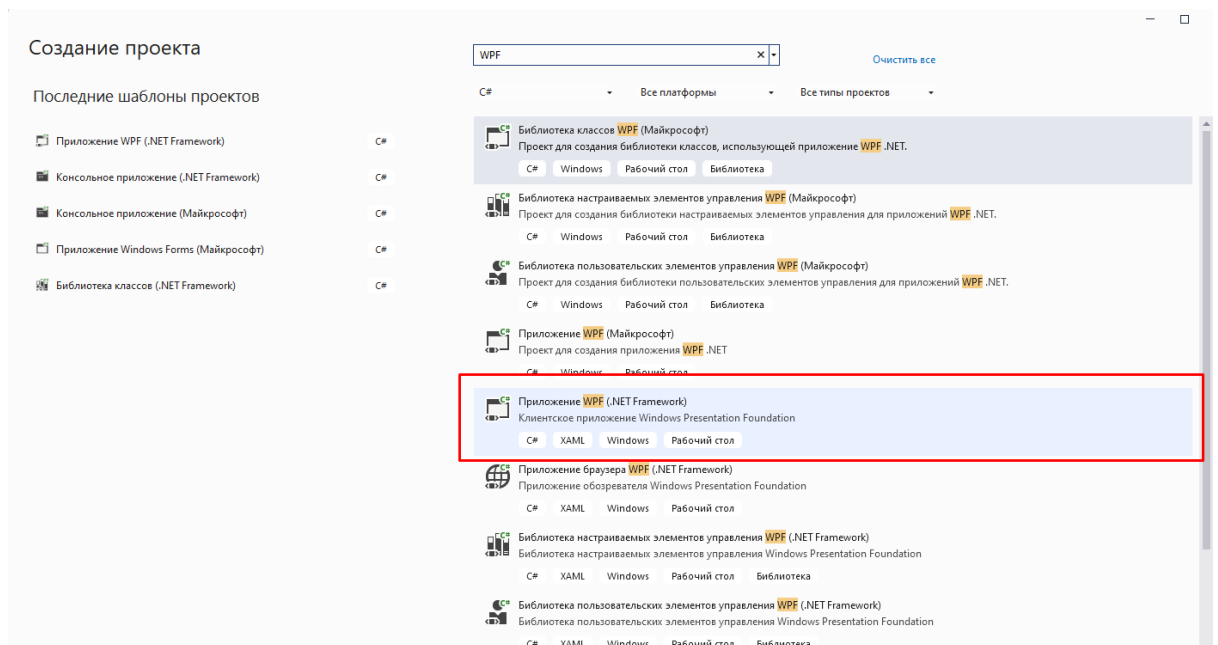 Создание проекта
Последние шаблоны проектов
Приложение WPF (.NET Framework) C#
Консольное приложение (.NET Framework) C#
Консольное приложение (Майкрософт) C#
Приложение Windows Forms (Майкрософт) C#
Библиотека классов (.NET Framework) C#
WPF
Очистить все
C# Все платформы Все типы проектов
Библиотека классов WPF (Майкрософт)
Проект для создания библиотеки классов, использующей приложение WPF .NET.
C# Windows Рабочий стол Библиотека
Библиотека настраиваемых элементов управления WPF (Майкрософт)
Проект для создания библиотеки настраиваемых элементов управления для приложений WPF .NET.
C# Windows Рабочий стол Библиотека
Библиотека пользовательских элементов управления WPF (Майкрософт)
Проект для создания библиотеки пользовательских элементов управления для приложений WPF .NET.
C# Windows Рабочий стол Библиотека
Приложение WPF (Майкрософт)
Проект для создания приложения WPF .NET
C# Windows Рабочий стол
Приложение WPF (.NET Framework)
Клиентское приложение Windows Presentation Foundation
C# XAML Windows Рабочий стол
Приложение браузера WPF (.NET Framework)
Приложение обозревателя Windows Presentation Foundation
C# XAML Windows Рабочий стол
Библиотека настраиваемых элементов управления WPF (.NET Framework)
Библиотека настраиваемых элементов управления Windows Presentation Foundation
C# XAML Windows Рабочий стол Библиотека
Библиотека пользовательских элементов управления WPF (.NET Framework)
Библиотека пользовательских элементов управления Windows Presentation Foundation
C# XAML Windows Рабочий стол Библиотека